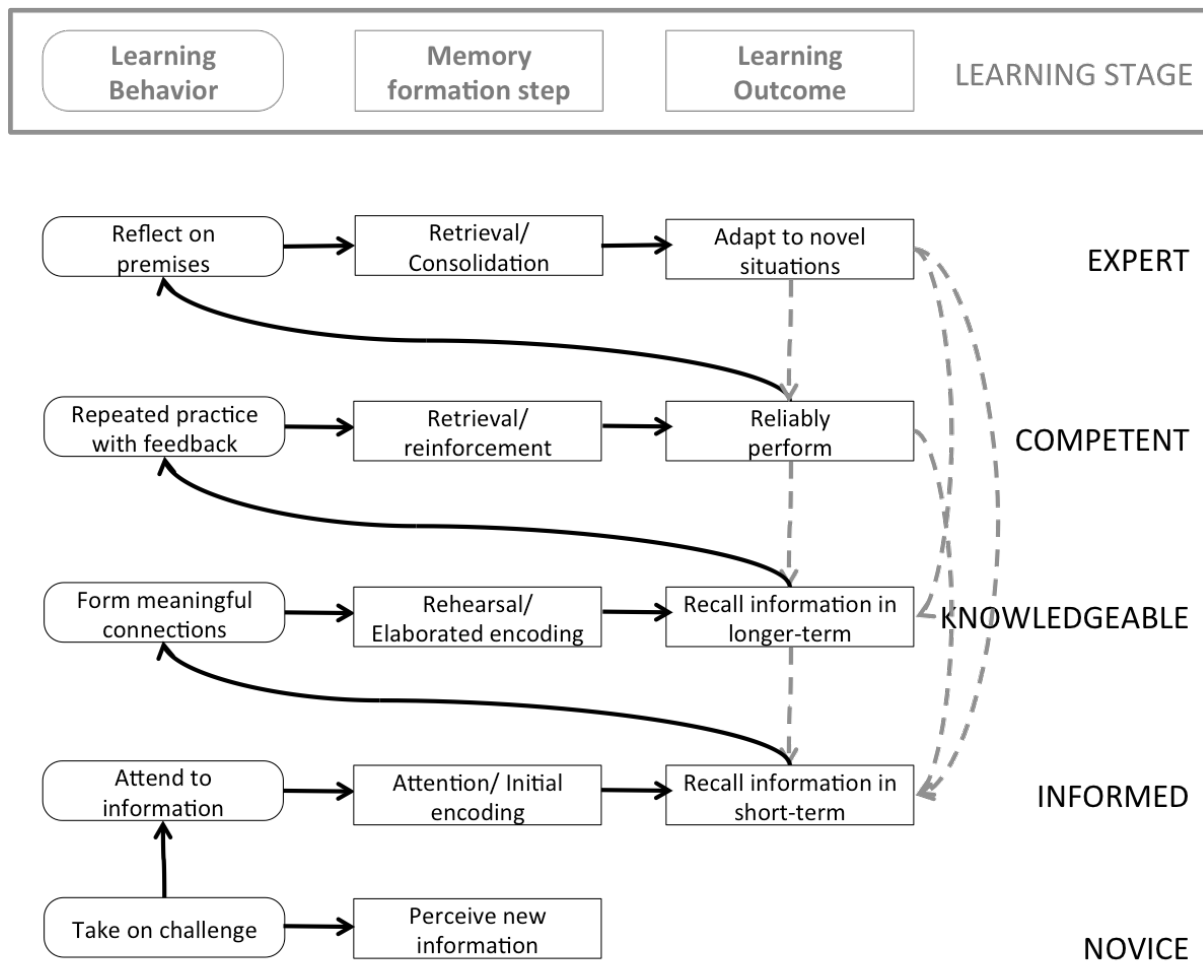 Learning
Behavior
Memory
formation step
Learning
Outcome
LEARNING STAGE
Reflect on
premises
Retrieval/
Consolidation
Adapt to novel
situations
EXPERT
Repeated practice
with feedback
Retrieval/
reinforcement
Reliably
perform
COMPETENT
Form meaningful
connections
Rehearsal/
Elaborated encoding
Recall information in
longer-term
KNOWLEDGEABLE
Attend to
information
Attention/ Initial
encoding
Recall information in
short-term
INFORMED
Take on challenge
Perceive new
information
NOVICE